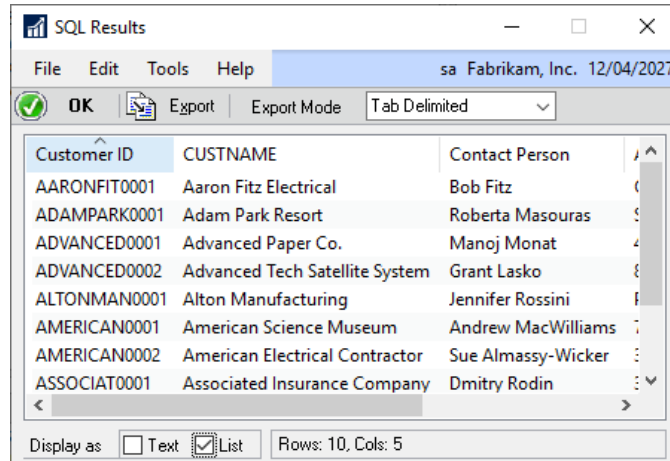 SQL Results
File Edit Tools Help sa Fabrikam, Inc. 12/04/2027
OK Export Export Mode Tab Delimited
Customer ID CUSTNAME Contact Person
AARONFIT0001 Aaron Fitz Electrical Bob Fitz
ADAMPARK0001 Adam Park Resort Roberta Masouras
ADVANCED0001 Advanced Paper Co. Manoj Monat
ADVANCED0002 Advanced Tech Satellite System Grant Lasko
ALTONMAN0001 Alton Manufacturing Jennifer Rossini
AMERICAN0001 American Science Museum Andrew MacWilliams
AMERICAN0002 American Electrical Contractor Sue Almassy-Wicker
ASSOCIAT0001 Associated Insurance Company Dmitry Rodin
Display as Text List Rows: 10, Cols: 5